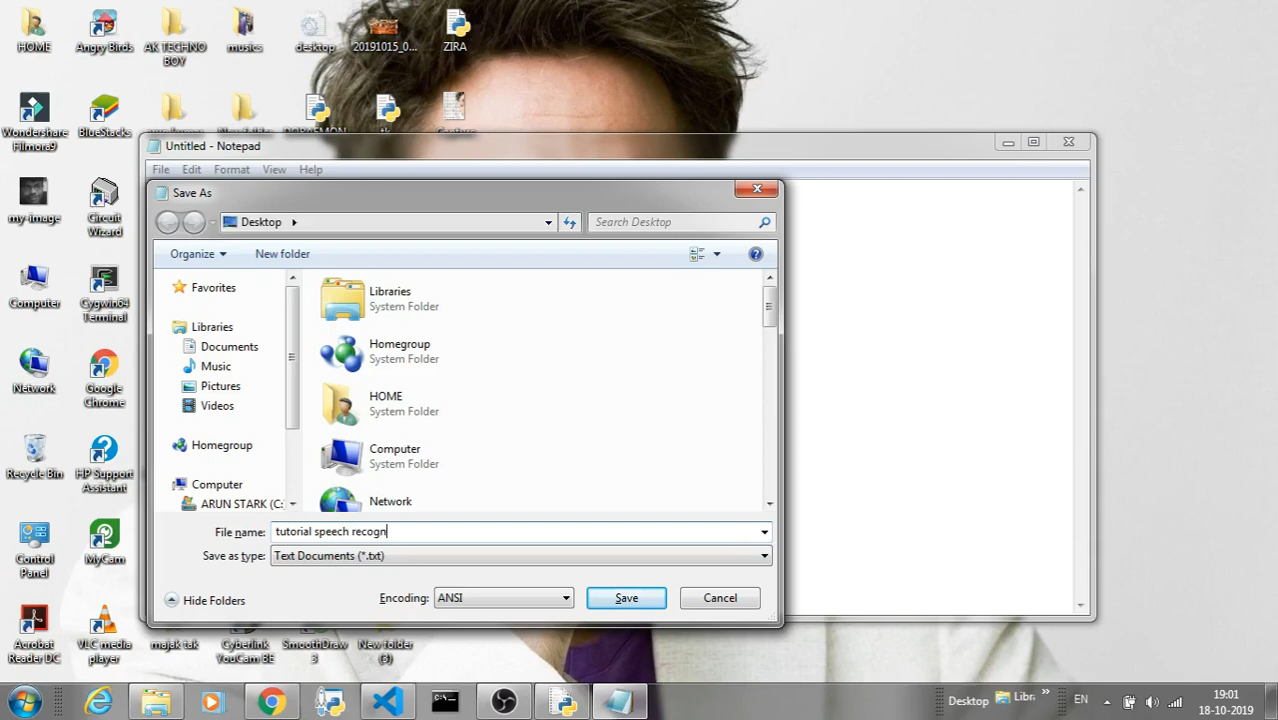 HOME
Angry Birds
AK TECHNO
BOY
musics
desktop
20191015_0...
ZIRA
Wondershare
Filmora9
BlueStacks
DORAEMON
tk
Untitled - Notepad
File Edit Format View Help
Save As
Desktop
Search Desktop
Organize
New folder
Favorites
Libraries
Documents
Music
Pictures
Videos
Homegroup
Computer
ARUN STARK (C:
Libraries
System Folder
Homegroup
System Folder
HOME
System Folder
Computer
System Folder
Network
File name: tutorial speech recogn
Save as type: Text Documents (*.txt)
Hide Folders
Encoding: ANSI
Save
Cancel
my-image
Circuit
Wizard
Computer
Cygwin64
Terminal
Network
Google
Chrome
Recycle Bin
HP Support
Assistant
Control
Panel
MyCam
Acrobat
Reader DC
VLC media
player
majak tak
Cyberlink
YouCam BE
SmoothDraw
3
New folder
(3)
Desktop
Libr
EN
19:01
18-10-2019